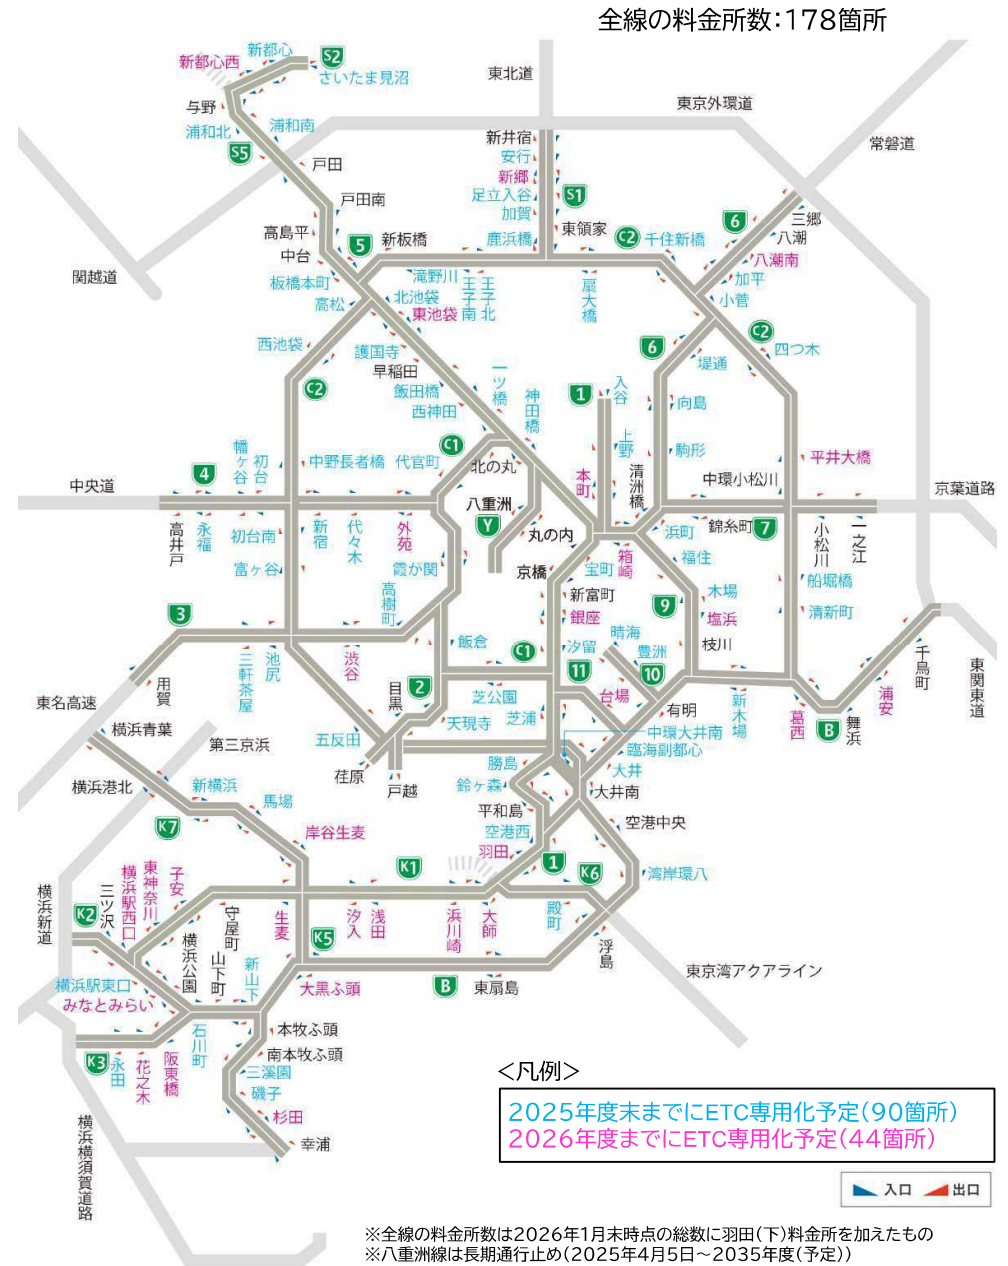 全線の料金所数:178箇所
新都心
S2
新都心西
さいたま見沼
東北道
与野
東京外環道
浦和北
浦和南
新井宿
常磐道
S5
安行
戸田
新郷
足立入谷
S1
戸田南
加賀
6
三郷
高島平
5
新板橋
鹿浜橋
東領家
C2
千住新橋
八潮
中台
八潮南
関越道
板橋本町
滝野川
王子南
王子北
扇大橋
加平
高松
北池袋
小菅
東池袋
西池袋
護国寺
6
C2
四つ木
早稲田
堤通
C2
飯田橋
一ツ橋
1
入谷
西神田
神田橋
向島
幡ヶ谷
初台
C1
上野
駒形
4
中野長者橋
代官町
北の丸
本町
清洲橋
平井大橋
中央道
中環小松川
京葉道路
八重洲
Y
高井戸
永福
初台南
新宿
代々木
外苑
丸の内
浜町
錦糸町
7
小松川
一之江
富ヶ谷
霞が関
京橋
宝町
箱崎
福住
船堀橋
高樹町
新富町
木場
3
銀座
9
塩浜
清新町
飯倉
C1
汐留
晴海
枝川
三軒茶屋
池尻
渋谷
豊洲
千鳥町
用賀
目黒
2
11
10
東関東道
東名高速
芝公園
台場
有明
新木場
葛西
浦安
横浜青葉
天現寺
芝浦
中環大井南
B
舞浜
第三京浜
五反田
臨海副都心
勝島
大井
荏原
戸越
鈴ヶ森
大井南
横浜港北
新横浜
馬場
平和島
空港中央
K7
岸谷生麦
空港西
羽田
1
K1
K6
湾岸環八
横浜新道
K2
三ツ沢
横浜駅西口
東神奈川
子安
守屋町
生麦
汐入
浅田
浜川崎
大師
殿町
K5
浮島
横浜公園
山下町
新山下
横浜駅東口
大黒ふ頭
B
東扇島
東京湾アクアライン
みなとみらい
石川町
本牧ふ頭
K3
永田
花之木
阪東橋
南本牧ふ頭
三溪園
磯子
杉田
幸浦
横浜横須賀道路
<凡例>
2025年度末までにETC専用化予定(90箇所)
2026年度までにETC専用化予定(44箇所)
入口 出口
※全線の料金所数は2026年1月末時点の総数に羽田(下)料金所を加えたもの
※八重洲線は長期通行止め(2025年4月5日~2035年度(予定))